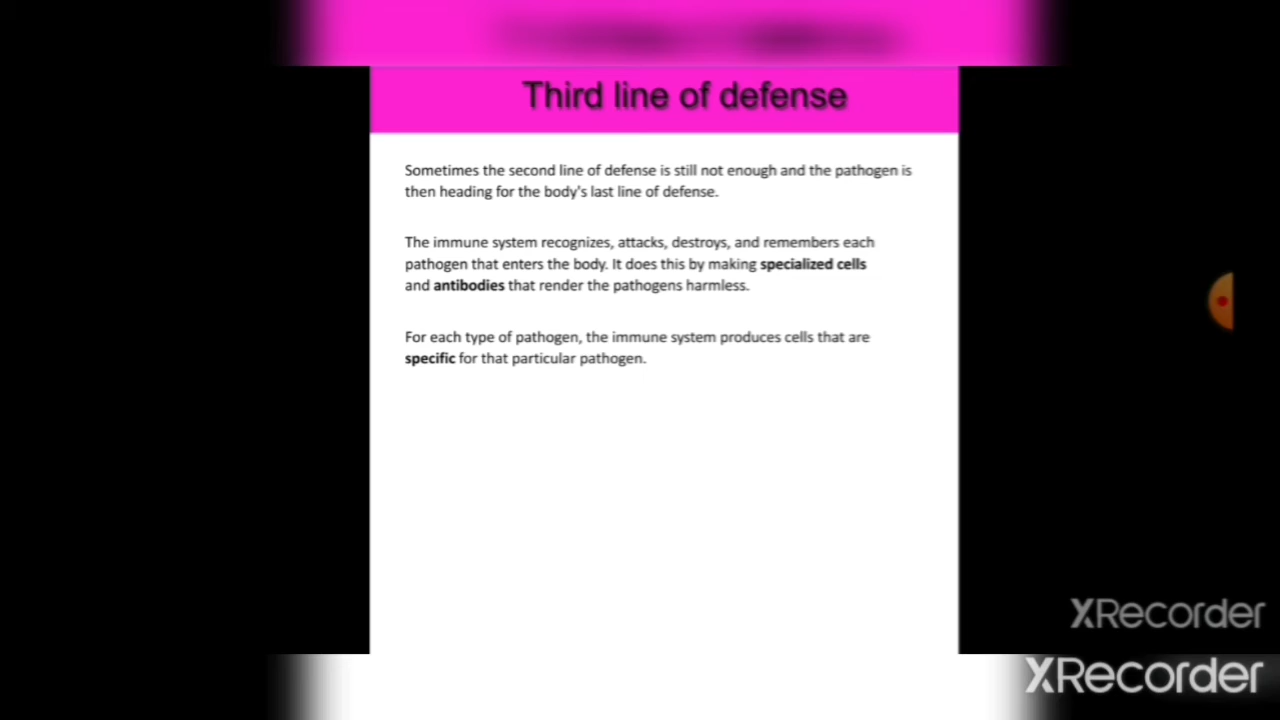 Third line of defense
Sometimes the second line of defense is still not enough and the pathogen is
then heading for the body's last line of defense.
The immune system recognizes, attacks, destroys, and remembers each
pathogen that enters the body. It does this by making specialized cells
and antibodies that render the pathogens harmless.
For each type of pathogen, the immune system produces cells that are
specific for that particular pathogen.
XRecorder
XRecorder